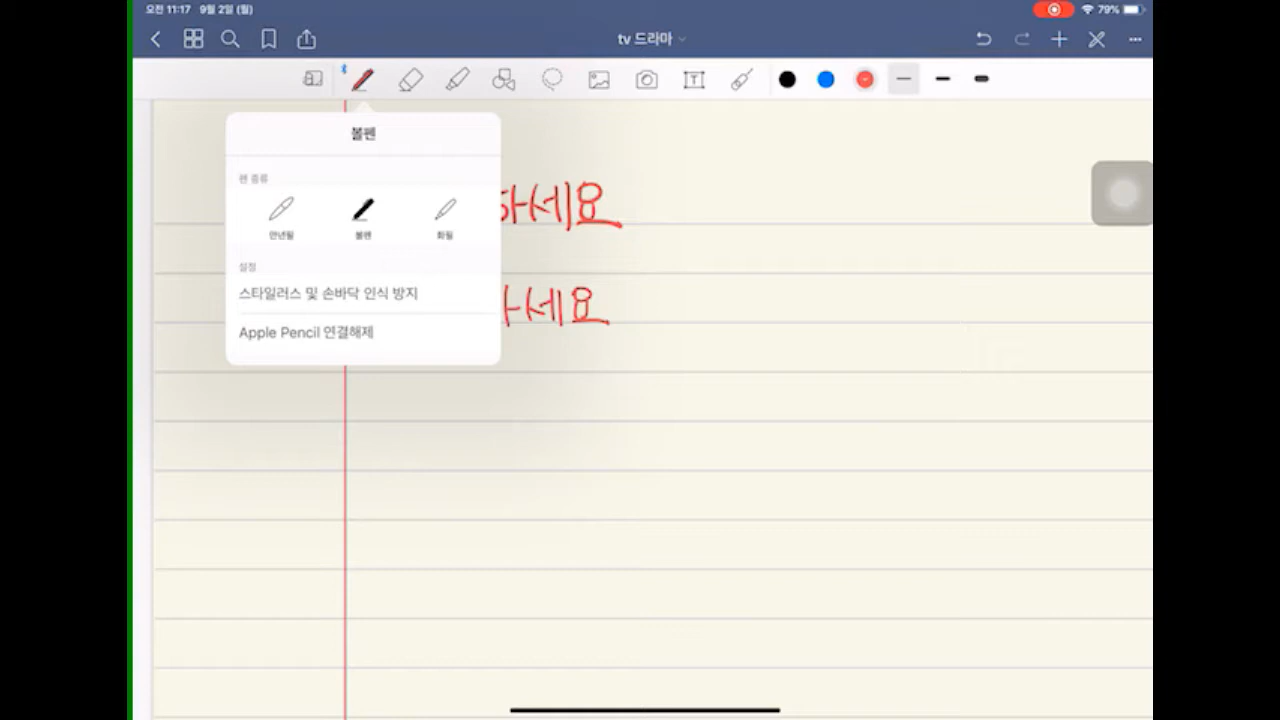 오전 11:17 9월 2일 (월) 79%
tv 드라마
볼펜
펜 종류
만년필 볼펜 화필
설정
스타일러스 및 손바닥 인식 방지
Apple Pencil 연결해제
하세요
하세요